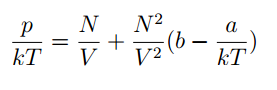 p/kT = N/V + N²/V² (b − a/kT)